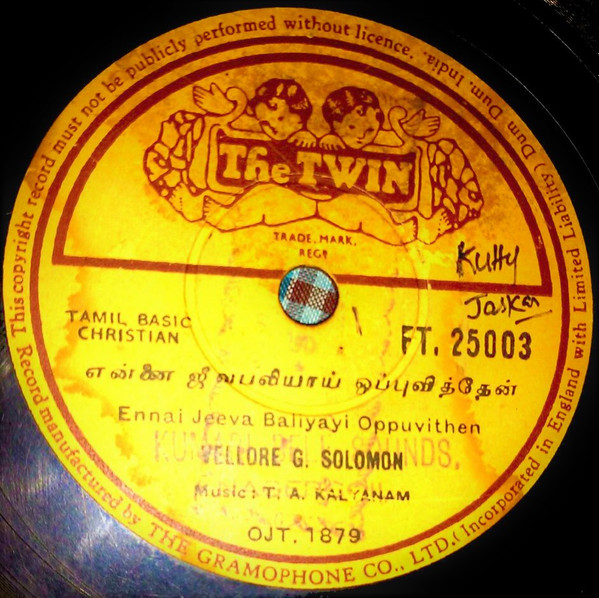 This copyright record must not be publicly performed without licence.
The TWIN
TRADE. MARK.
REGD
Kutty
Jaskar
TAMIL BASIC
CHRISTIAN
FT. 25003
என்னை ஜீவபலியாய் ஒப்புவித்தேன்
Ennai Jeeva Baliyayi Oppuvithen
SOUNDS,
VELLORE G. SOLOMON
Music: T. A. KALYANAM
OJT. 1879
Record manufactured by THE GRAMOPHONE CO., LTD. (Incorporated in England with Limited Liability) Dum Dum, India.